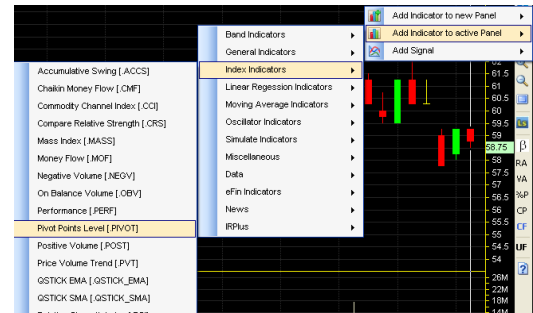 Add Indicator to new Panel
Add Indicator to active Panel
Add Signal
Band Indicators
General Indicators
Index Indicators
Linear Regression Indicators
Moving Average Indicators
Oscillator Indicators
Simulate Indicators
Miscellaneous
Data
eFin Indicators
News
IRPlus
Accumulative Swing [.ACCS]
Chaikin Money Flow [.CMF]
Commodity Channel Index [.CCI]
Compare Relative Strength [.CRS]
Mass Index [.MASS]
Money Flow [.MOF]
Negative Volume [.NEGV]
On Balance Volume [.OBV]
Performance [.PERF]
Pivot Points Level [.PIVOT]
Positive Volume [.POST]
Price Volume Trend [.PVT]
QSTICK EMA [.QSTICK_EMA]
QSTICK SMA [.QSTICK_SMA]
62
61.5
61
60.5
60
59.5
59
58.75
58
57.5
57
56.5
56
55.5
55
54.5
54
26M
22M
18M
14M
Ls
β
RA
VA
%P
CP
CF
UF
?